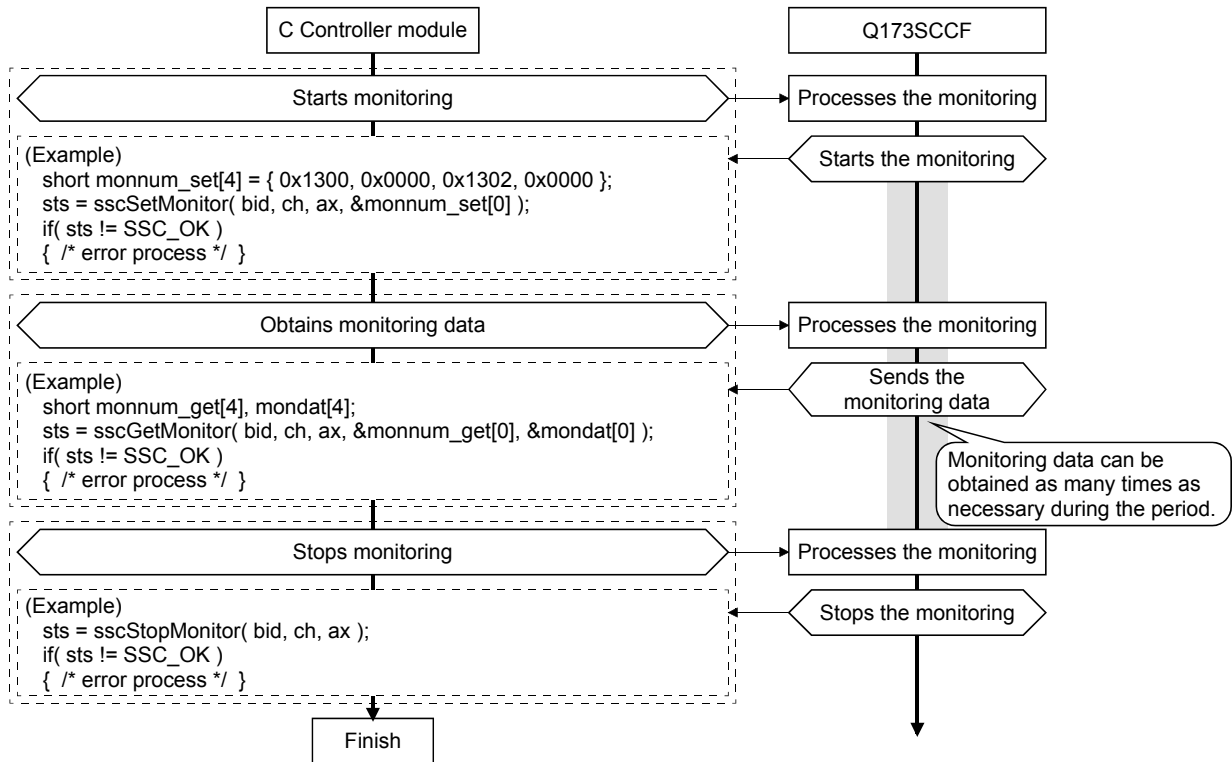 C Controller module
Q173SCCF
Starts monitoring
Processes the monitoring
(Example)
short monnum_set[4] = { 0x1300, 0x0000, 0x1302, 0x0000 };
sts = sscSetMonitor( bid, ch, ax, &monnum_set[0] );
if( sts != SSC_OK )
{ /* error process */ }
Starts the monitoring
Obtains monitoring data
Processes the monitoring
(Example)
short monnum_get[4], mondat[4];
sts = sscGetMonitor( bid, ch, ax, &monnum_get[0], &mondat[0] );
if( sts != SSC_OK )
{ /* error process */ }
Sends the
monitoring data
Monitoring data can be
obtained as many times as
necessary during the period.
Stops monitoring
Processes the monitoring
(Example)
sts = sscStopMonitor( bid, ch, ax );
if( sts != SSC_OK )
{ /* error process */ }
Stops the monitoring
Finish